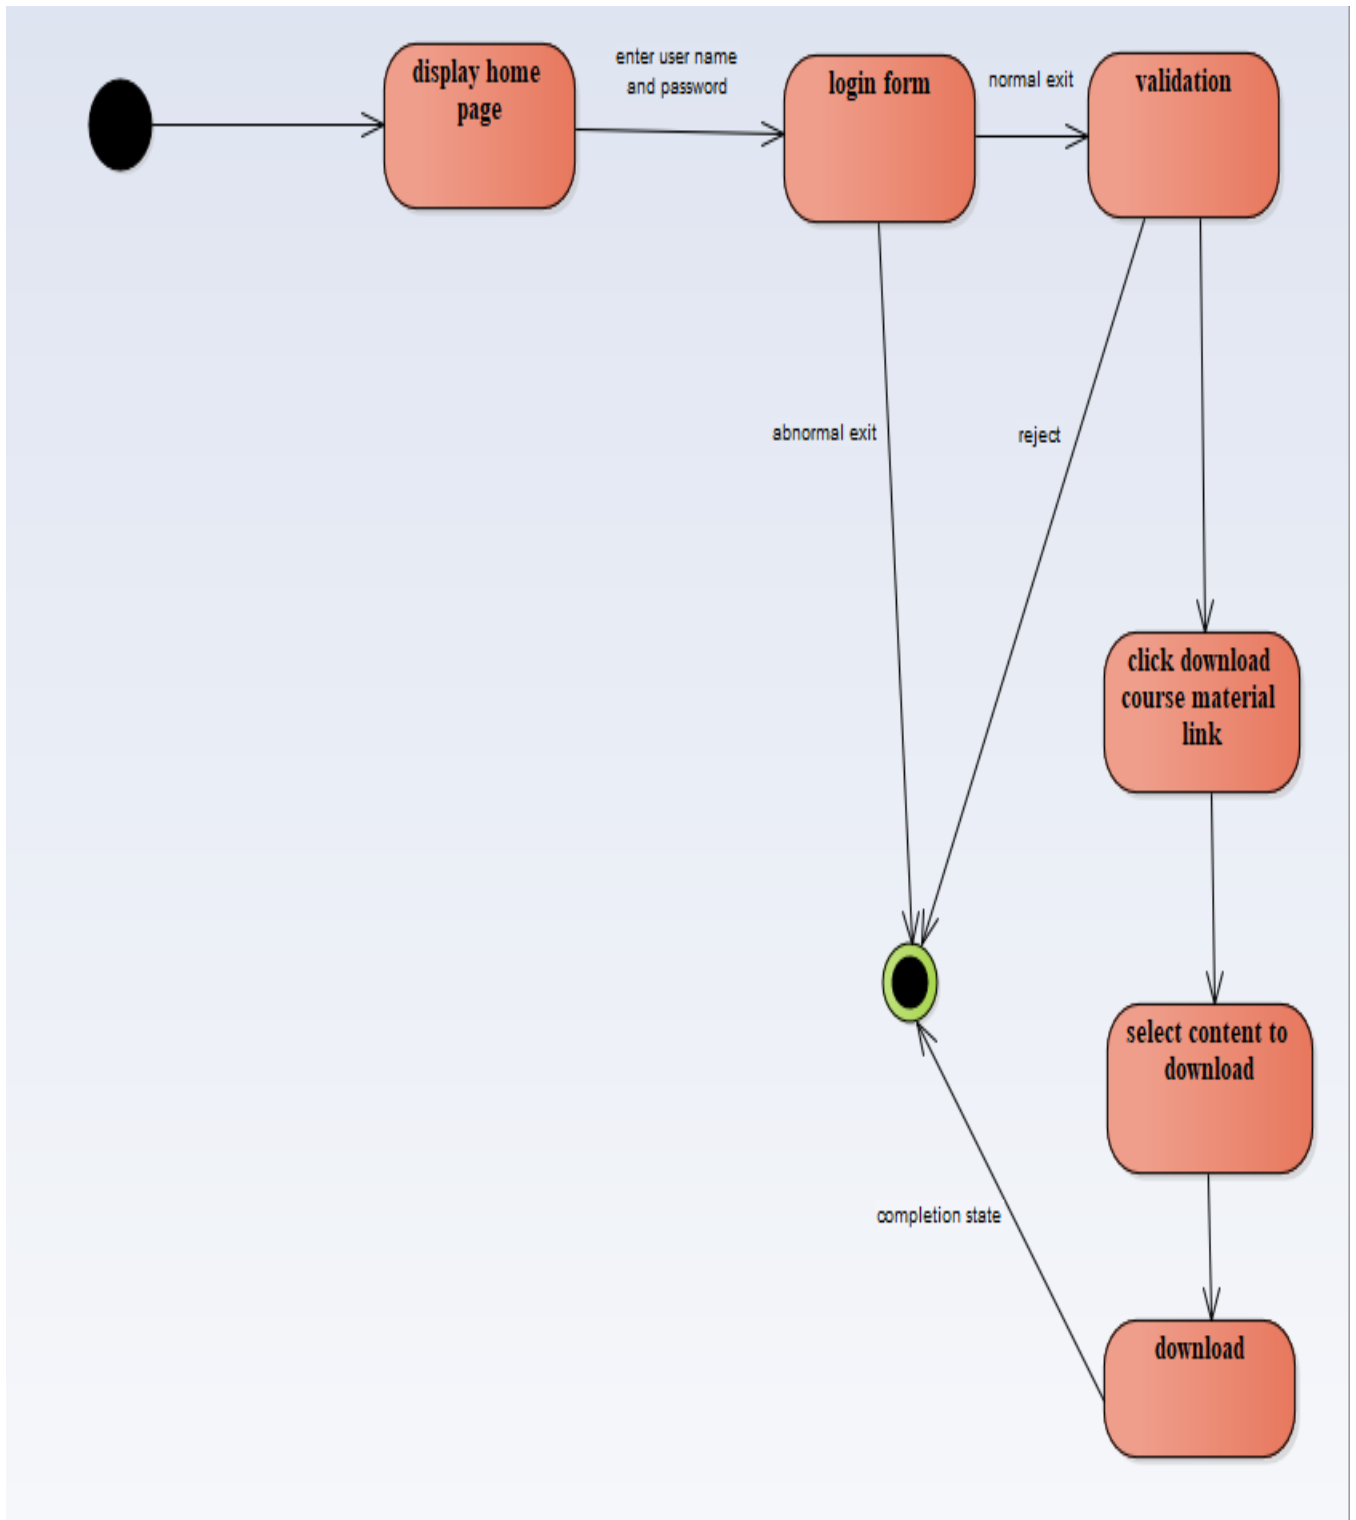 display home
page
enter user name
and password
login form
normal exit
validation
abnormal exit
reject
click download
course material
link
select content to
download
completion state
download